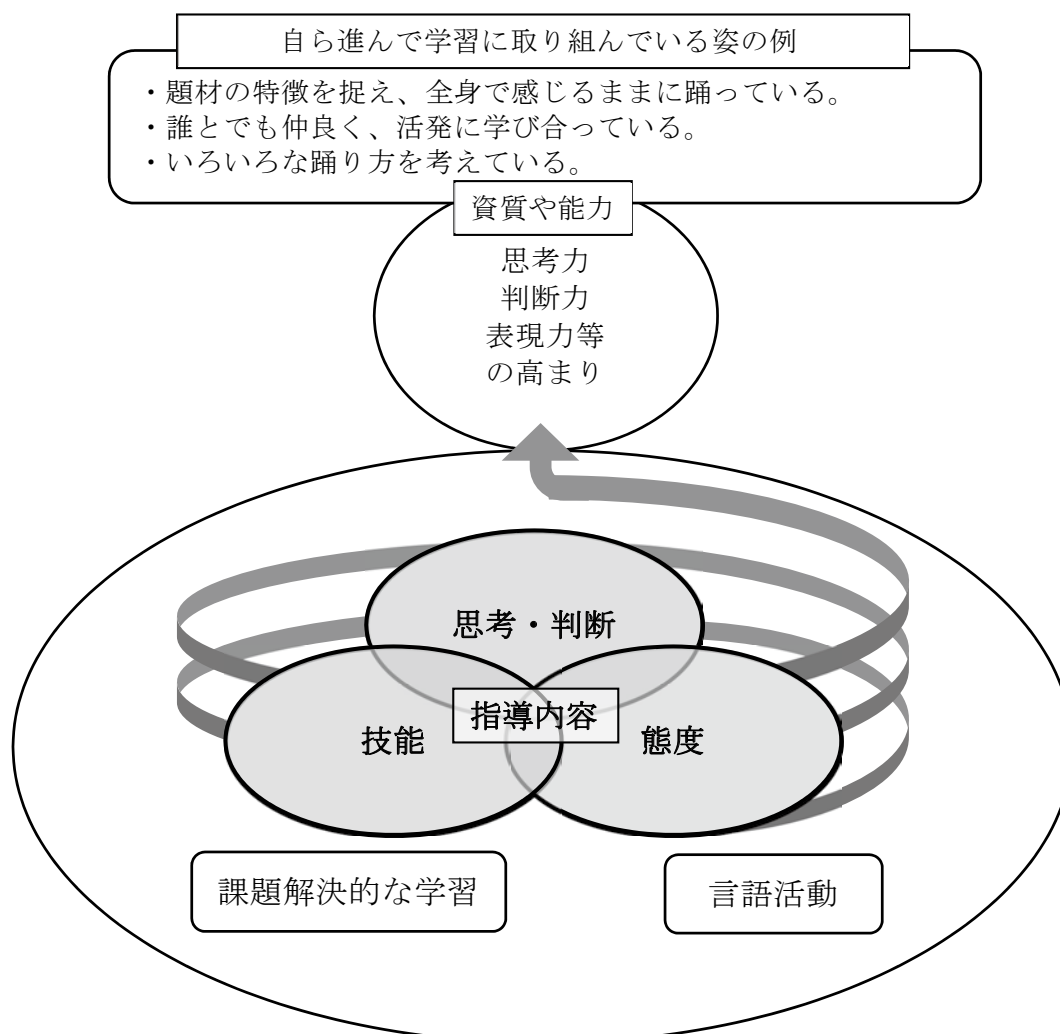 自ら進んで学習に取り組んでいる姿の例
・題材の特徴を捉え、全身で感じるままに踊っている。
・誰とでも仲良く、活発に学び合っている。
・いろいろな踊り方を考えている。
資質や能力
思考力
判断力
表現力等
の高まり
思考・判断
指導内容
技能
態度
課題解決的な学習
言語活動